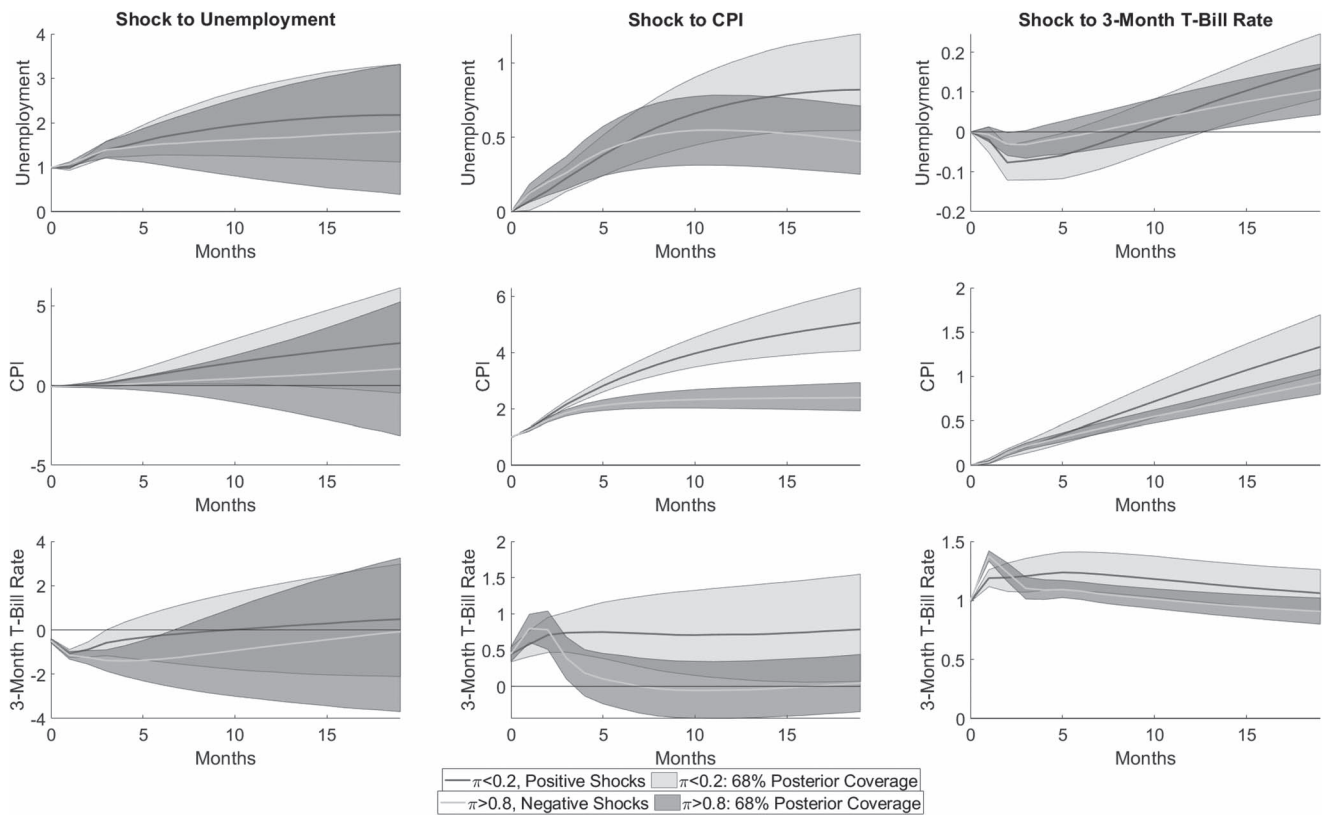 Shock to Unemployment
Shock to CPI
Shock to 3-Month T-Bill Rate
Unemployment
4
3
2
1
0
0 5 10 15
Months
Unemployment
1
0.5
0
0 5 10 15
Months
Unemployment
0.2
0.1
0
-0.1
-0.2
0 5 10 15
Months
CPI
5
0
-5
0 5 10 15
Months
CPI
6
4
2
0
0 5 10 15
Months
CPI
2
1.5
1
0.5
0
0 5 10 15
Months
3-Month T-Bill Rate
4
2
0
-2
-4
0 5 10 15
Months
3-Month T-Bill Rate
2
1.5
1
0.5
0
0 5 10 15
Months
3-Month T-Bill Rate
1.5
1
0.5
0
0 5 10 15
Months
π<0.2, Positive Shocks π<0.2: 68% Posterior Coverage
π>0.8, Negative Shocks π>0.8: 68% Posterior Coverage